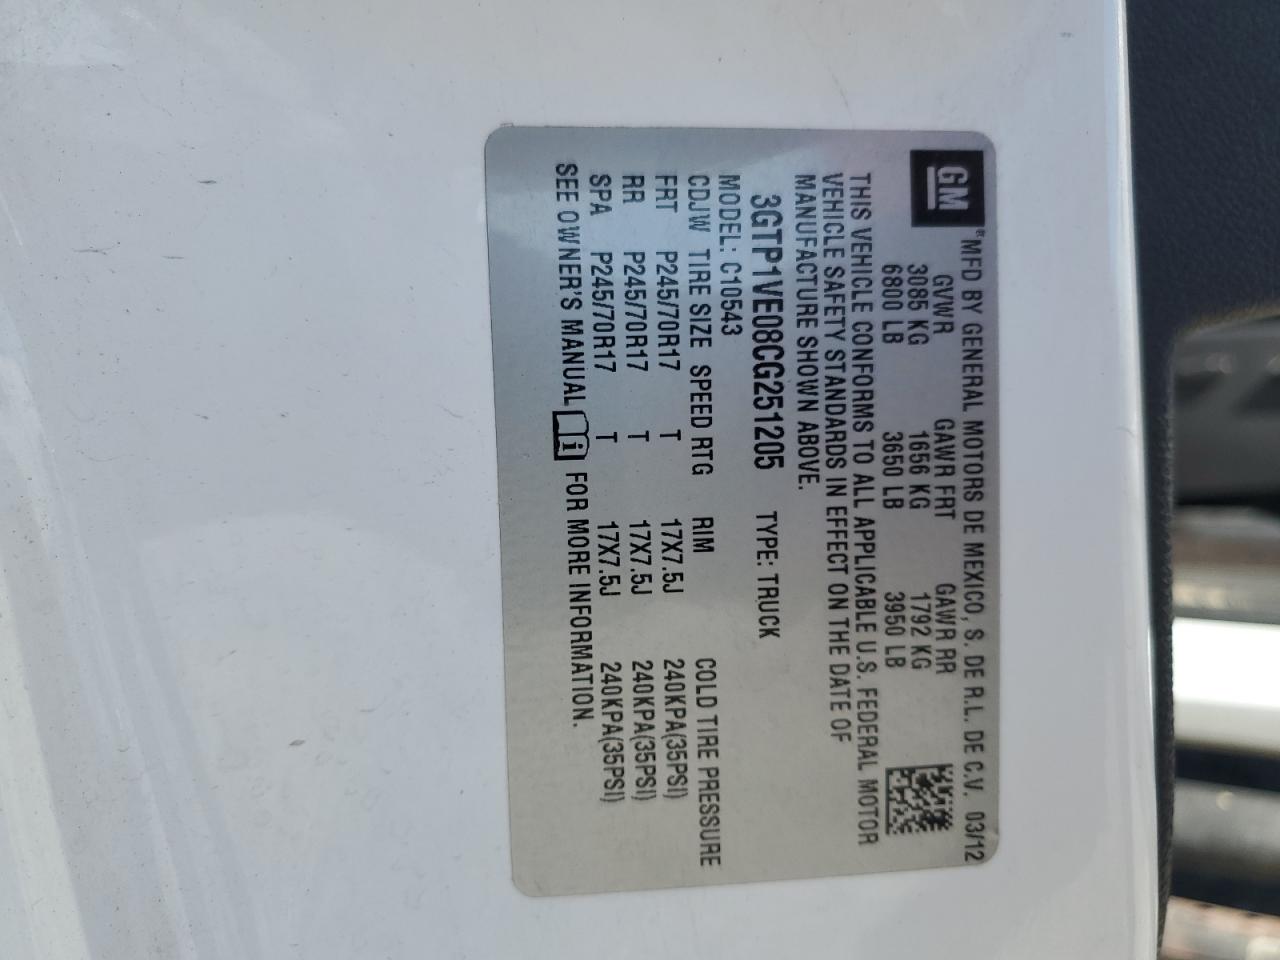 GM
®MFD BY GENERAL MOTORS DE MEXICO, S. DE R.L. DE C.V. 03/12
GVWR GAWR FRT GAWR RR
3085 KG 1656 KG 1792 KG
6800 LB 3650 LB 3950 LB
THIS VEHICLE CONFORMS TO ALL APPLICABLE U.S. FEDERAL MOTOR
VEHICLE SAFETY STANDARDS IN EFFECT ON THE DATE OF
MANUFACTURE SHOWN ABOVE.
3GTP1VE08CG251205 TYPE: TRUCK
MODEL: C10543
CDJW TIRE SIZE SPEED RTG RIM COLD TIRE PRESSURE
FRT P245/70R17 T 17X7.5J 240KPA(35PSI)
RR P245/70R17 T 17X7.5J 240KPA(35PSI)
SPA P245/70R17 T 17X7.5J 240KPA(35PSI)
SEE OWNER'S MANUAL i FOR MORE INFORMATION.